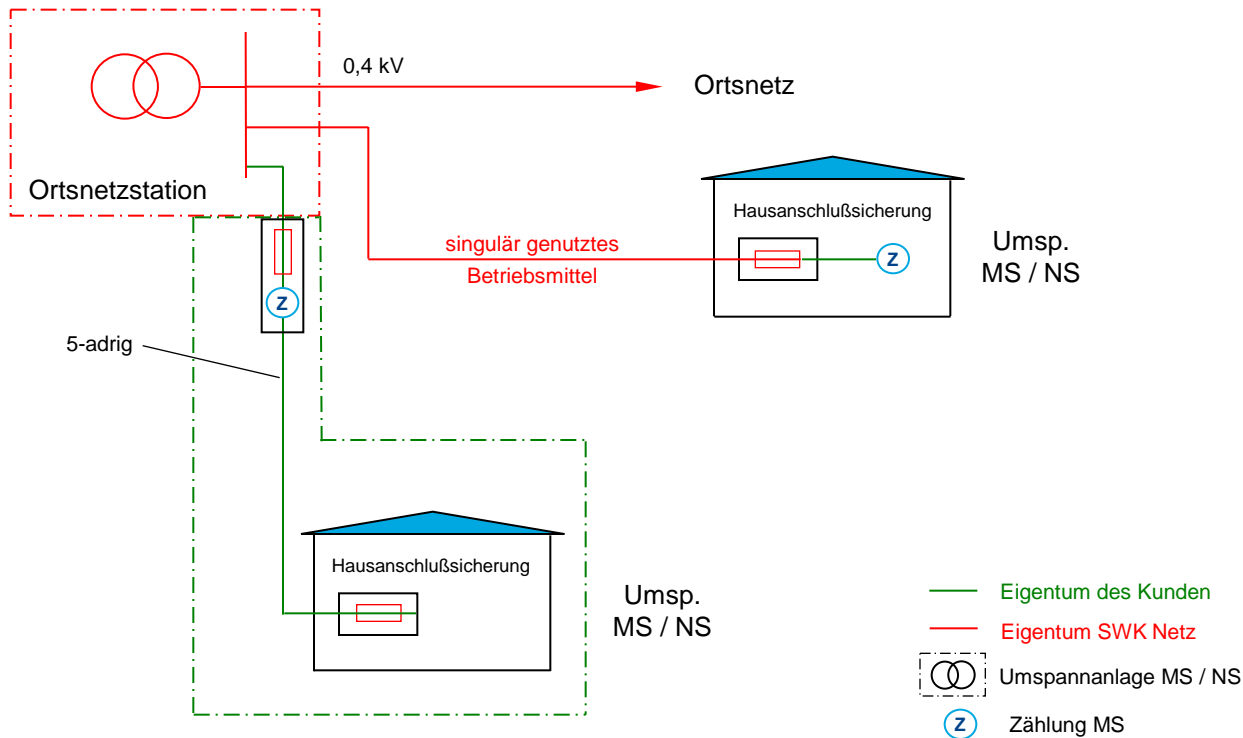 0,4 kV
Ortsnetz
Ortsnetzstation
Hausanschlußsicherung
Z
Umsp.
MS / NS
singulär genutztes
Betriebsmittel
Z
5-adrig
Hausanschlußsicherung
Umsp.
MS / NS
Eigentum des Kunden
Eigentum SWK Netz
Umspannanlage MS / NS
Z Zählung MS